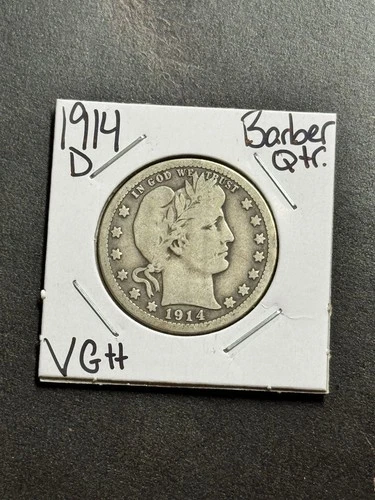 1914
D
Barber
Qtr.
IN GOD WE TRUST
1914
VG++